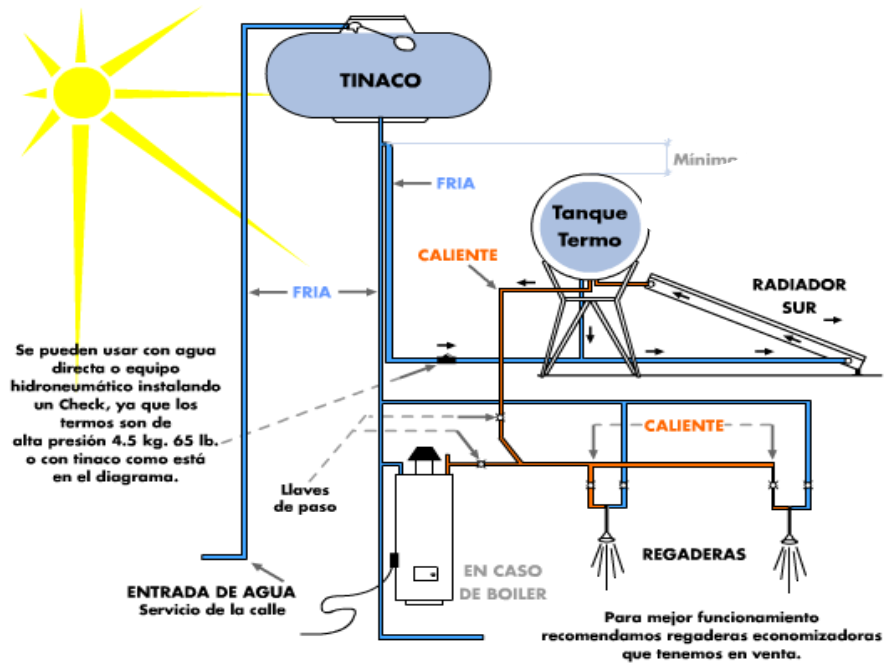 TINACO
Mínimo
FRIA
Tanque
Termo
CALIENTE
RADIADOR
SUR
FRIA
Se pueden usar con agua
directa o equipo
hidroneumático instalando
un Check, ya que los
termos son de
alta presión 4.5 kg. 65 lb.
o con tinaco como está
en el diagrama.
CALIENTE
Llaves
de paso
REGADERAS
EN CASO
DE BOILER
ENTRADA DE AGUA
Servicio de la calle
Para mejor funcionamiento
recomendamos regaderas economizadoras
que tenemos en venta.